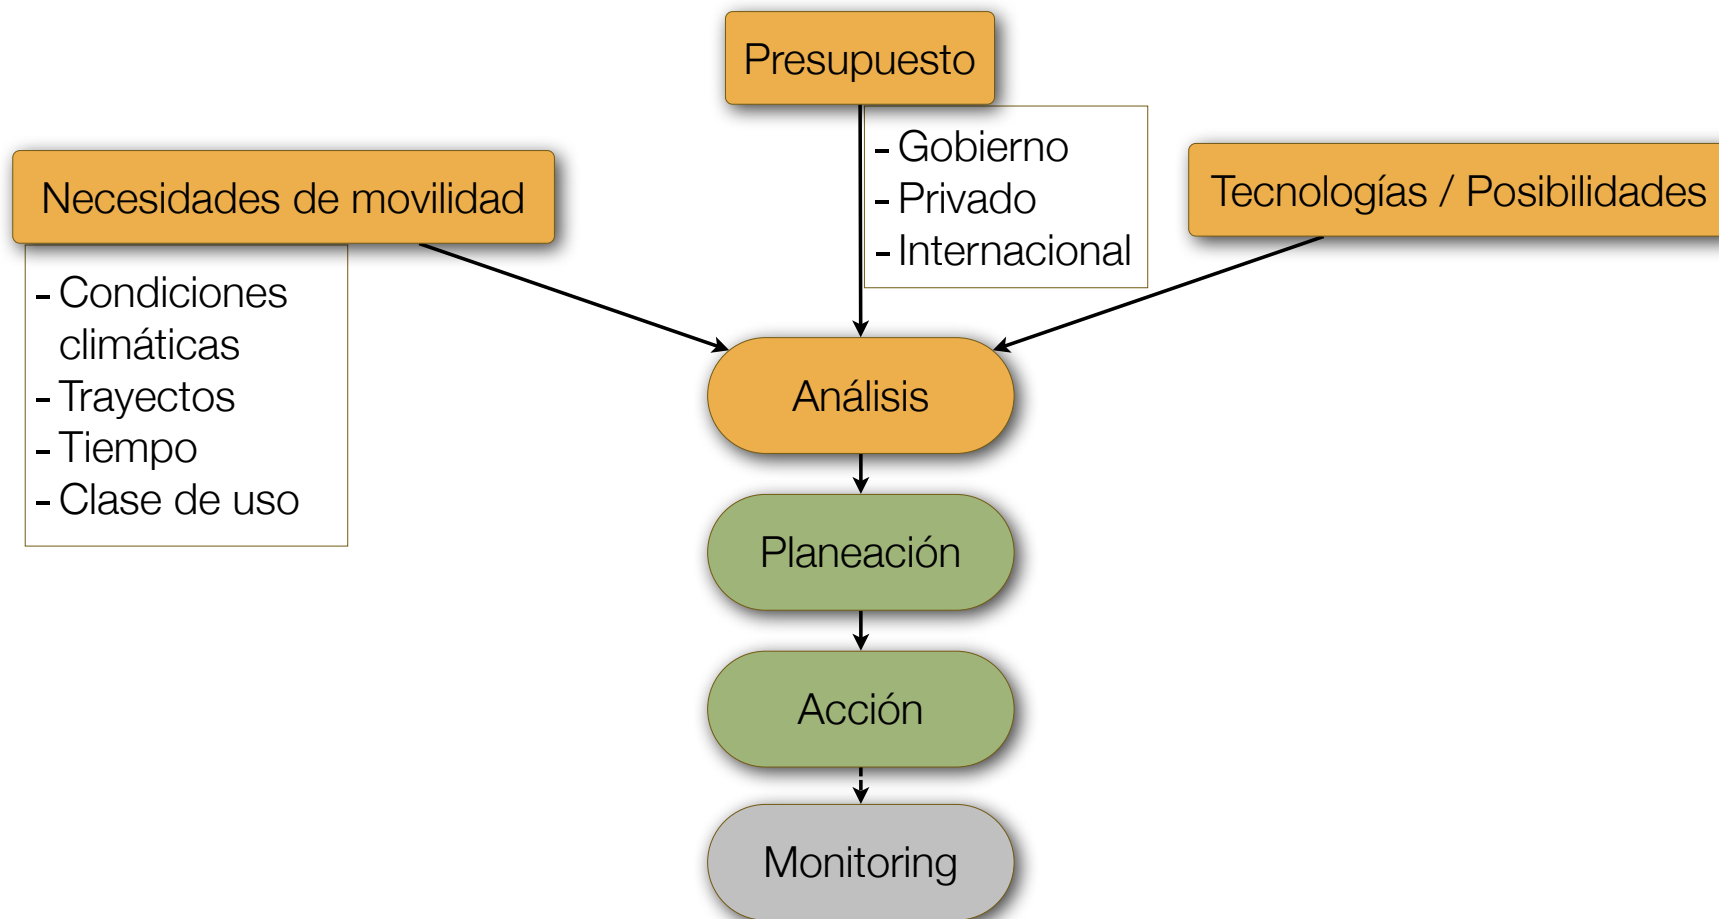 Presupuesto
- Gobierno
- Privado
- Internacional
Necesidades de movilidad
- Condiciones
climáticas
- Trayectos
- Tiempo
- Clase de uso
Tecnologías / Posibilidades
Análisis
Planeación
Acción
Monitoring